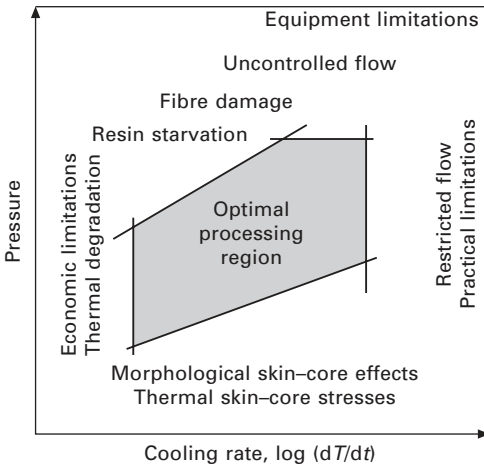 Equipment limitations
Uncontrolled flow
Fibre damage
Resin starvation
Pressure
Economic limitations
Thermal degradation
Optimal
processing
region
Restricted flow
Practical limitations
Morphological skin–core effects
Thermal skin–core stresses
Cooling rate, log (dT/dt)